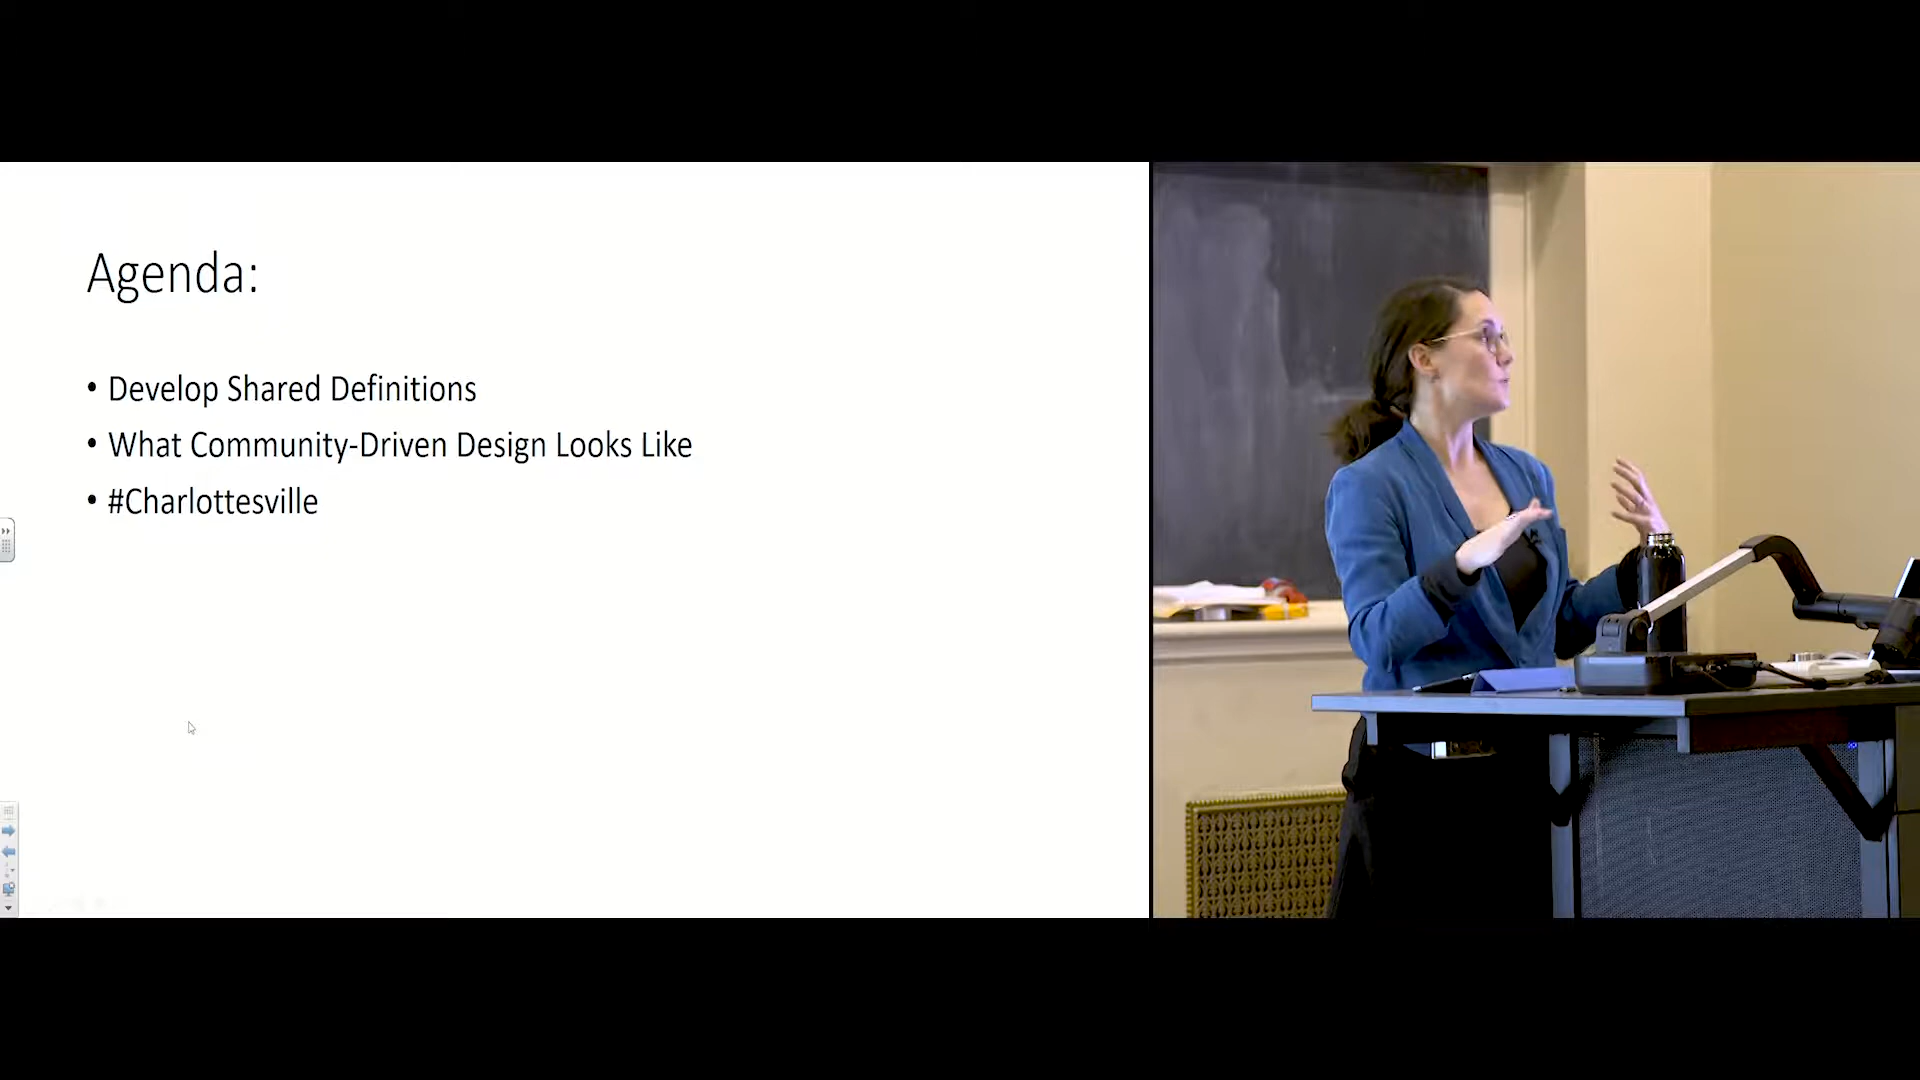 Agenda:
• Develop Shared Definitions
• What Community-Driven Design Looks Like
• #Charlottesville